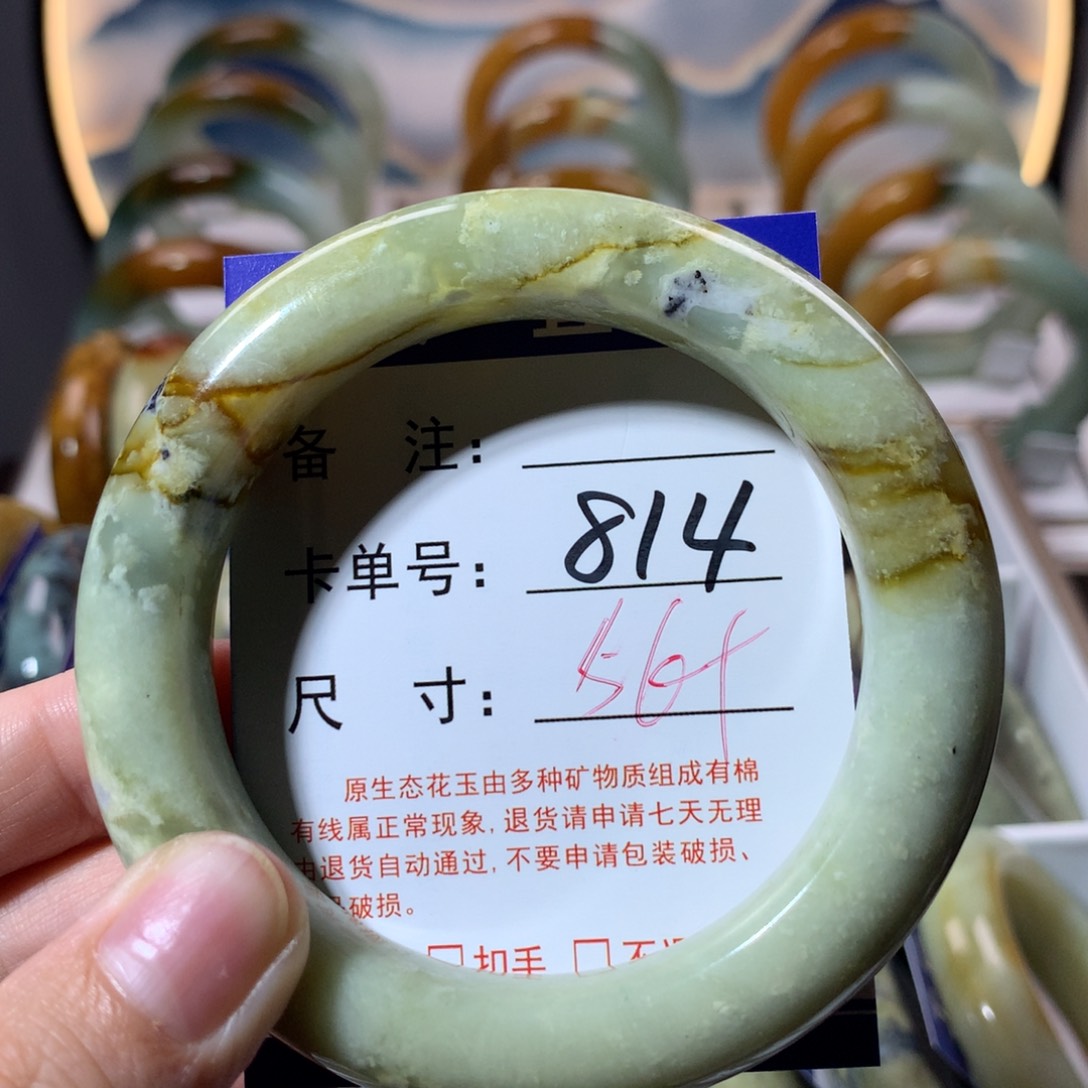 备 注：
卡单号： 814
尺 寸： 56+
原生态花玉由多种矿物质组成有棉
有线属正常现象，退货请申请七天无理
由退货自动通过，不要申请包装破损、
破损。
□扣手 □不